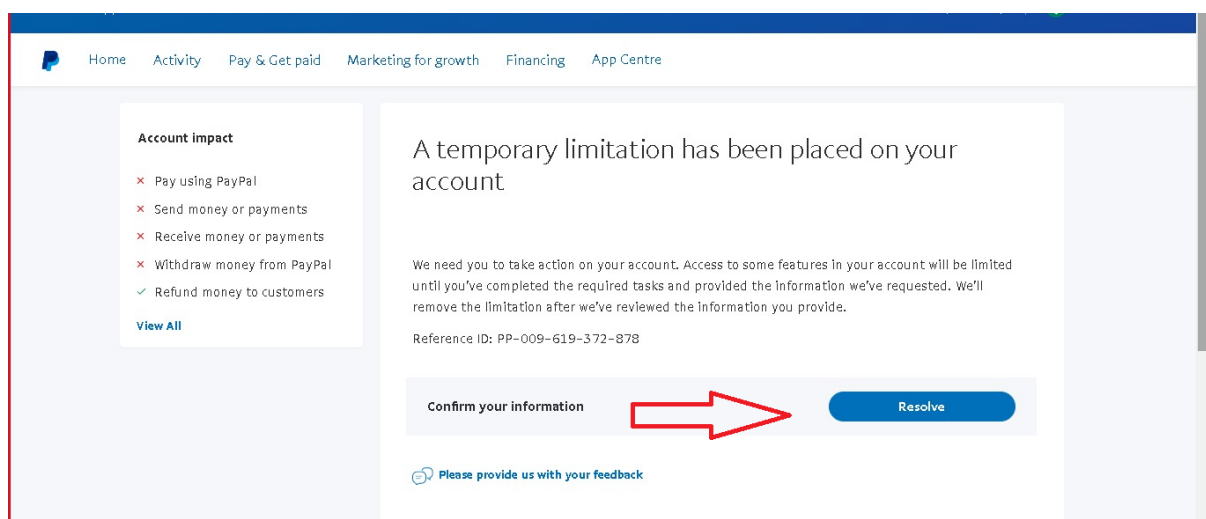 Home Activity Pay & Get paid Marketing for growth Financing App Centre
Account impact
× Pay using PayPal
× Send money or payments
× Receive money or payments
× Withdraw money from PayPal
✓ Refund money to customers
View All
A temporary limitation has been placed on your
account
We need you to take action on your account. Access to some features in your account will be limited
until you've completed the required tasks and provided the information we've requested. We'll
remove the limitation after we've reviewed the information you provide.
Reference ID: PP-009-619-372-878
Confirm your information Resolve
Please provide us with your feedback